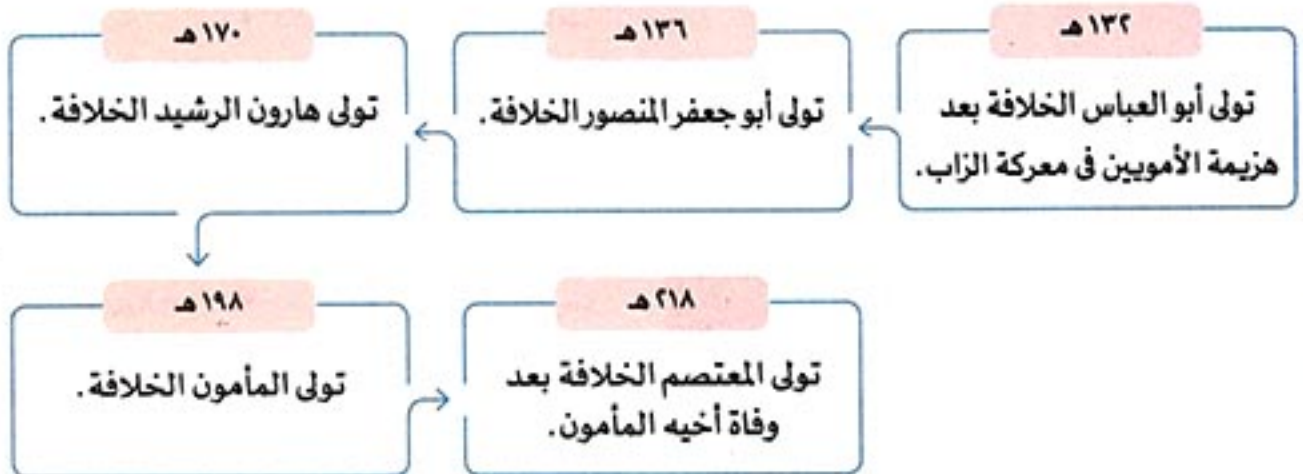 ١٣٢ هـ
تولى أبو العباس الخلافة بعد
هزيمة الأمويين فى معركة الزاب.
١٣٦ هـ
تولى أبو جعفر المنصور الخلافة.
١٧٠ هـ
تولى هارون الرشيد الخلافة.
١٩٨ هـ
تولى المأمون الخلافة.
٢١٨ هـ
تولى المعتصم الخلافة بعد
وفاة أخيه المأمون.